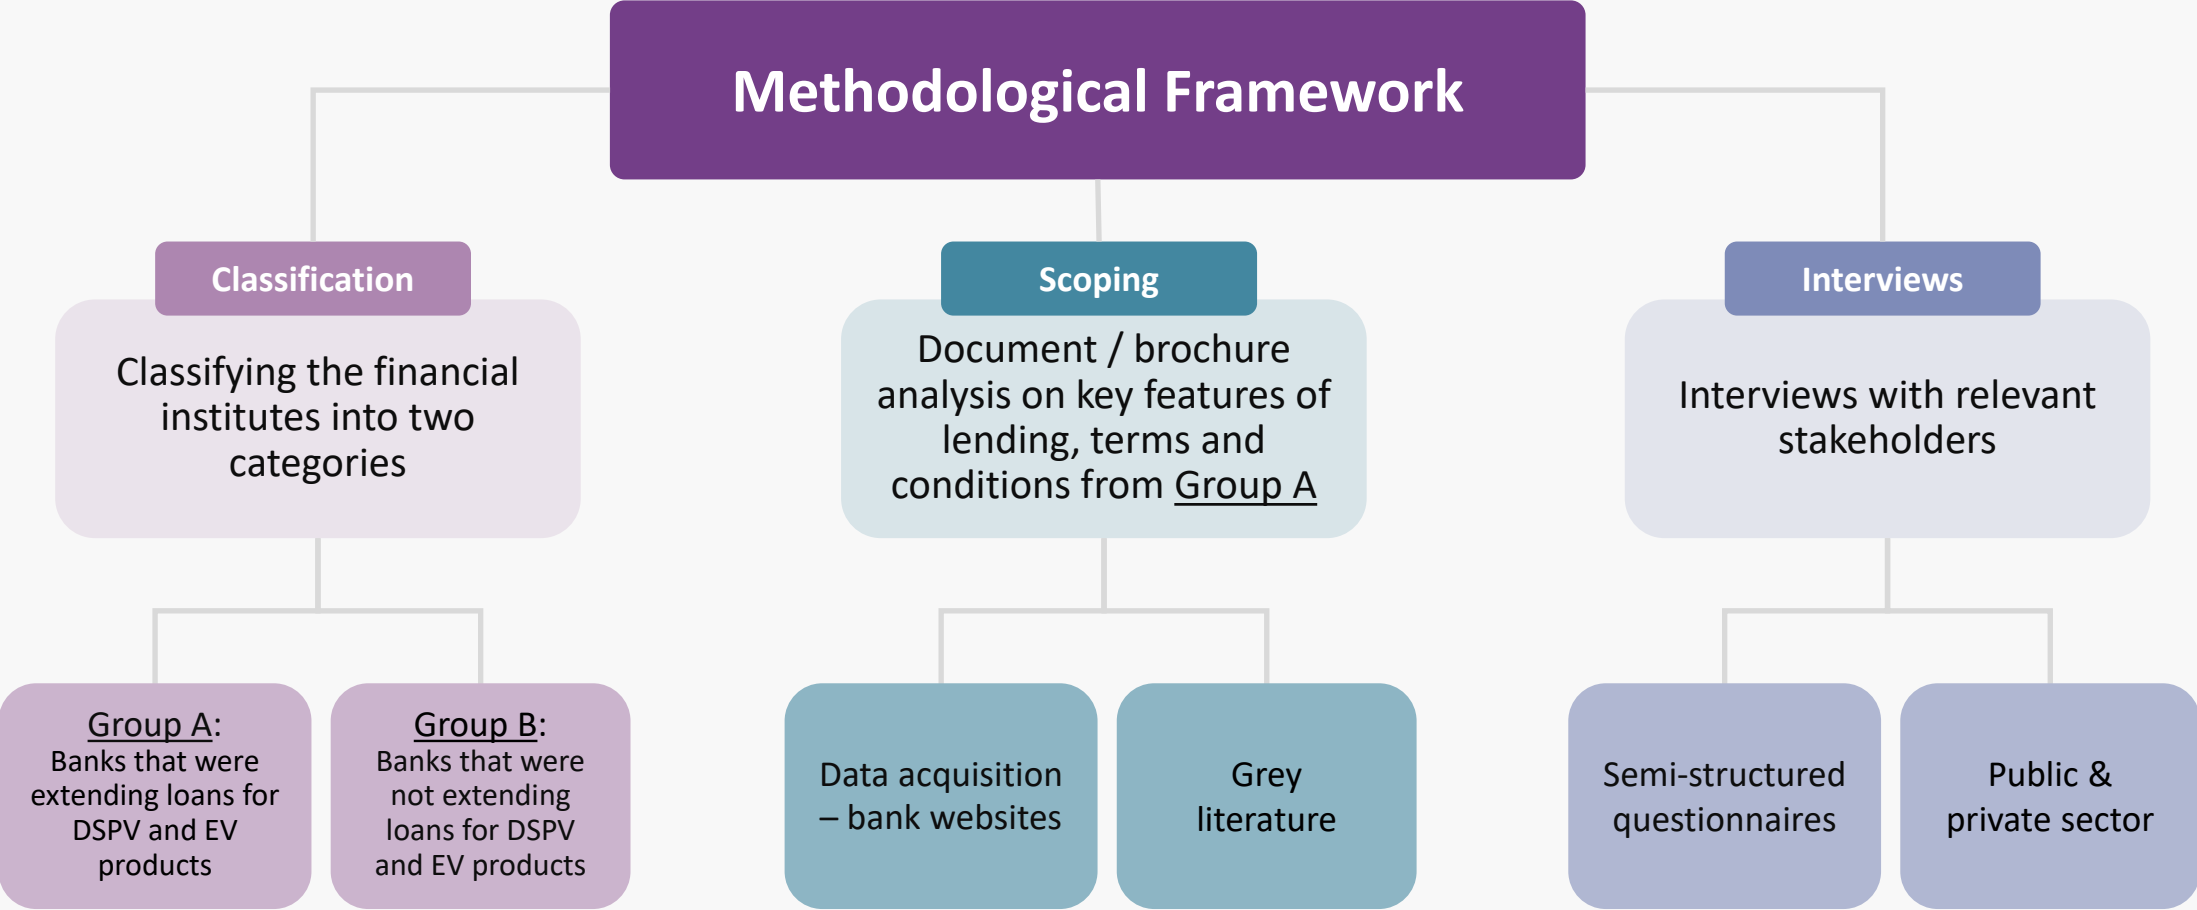 Methodological Framework
Classification
Classifying the financial
institutes into two
categories
Group A:
Banks that were
extending loans for
DSPV and EV
products
Group B:
Banks that were
not extending
loans for DSPV
and EV products
Scoping
Document / brochure
analysis on key features of
lending, terms and
conditions from Group A
Data acquisition
– bank websites
Grey
literature
Interviews
Interviews with relevant
stakeholders
Semi-structured
questionnaires
Public &
private sector